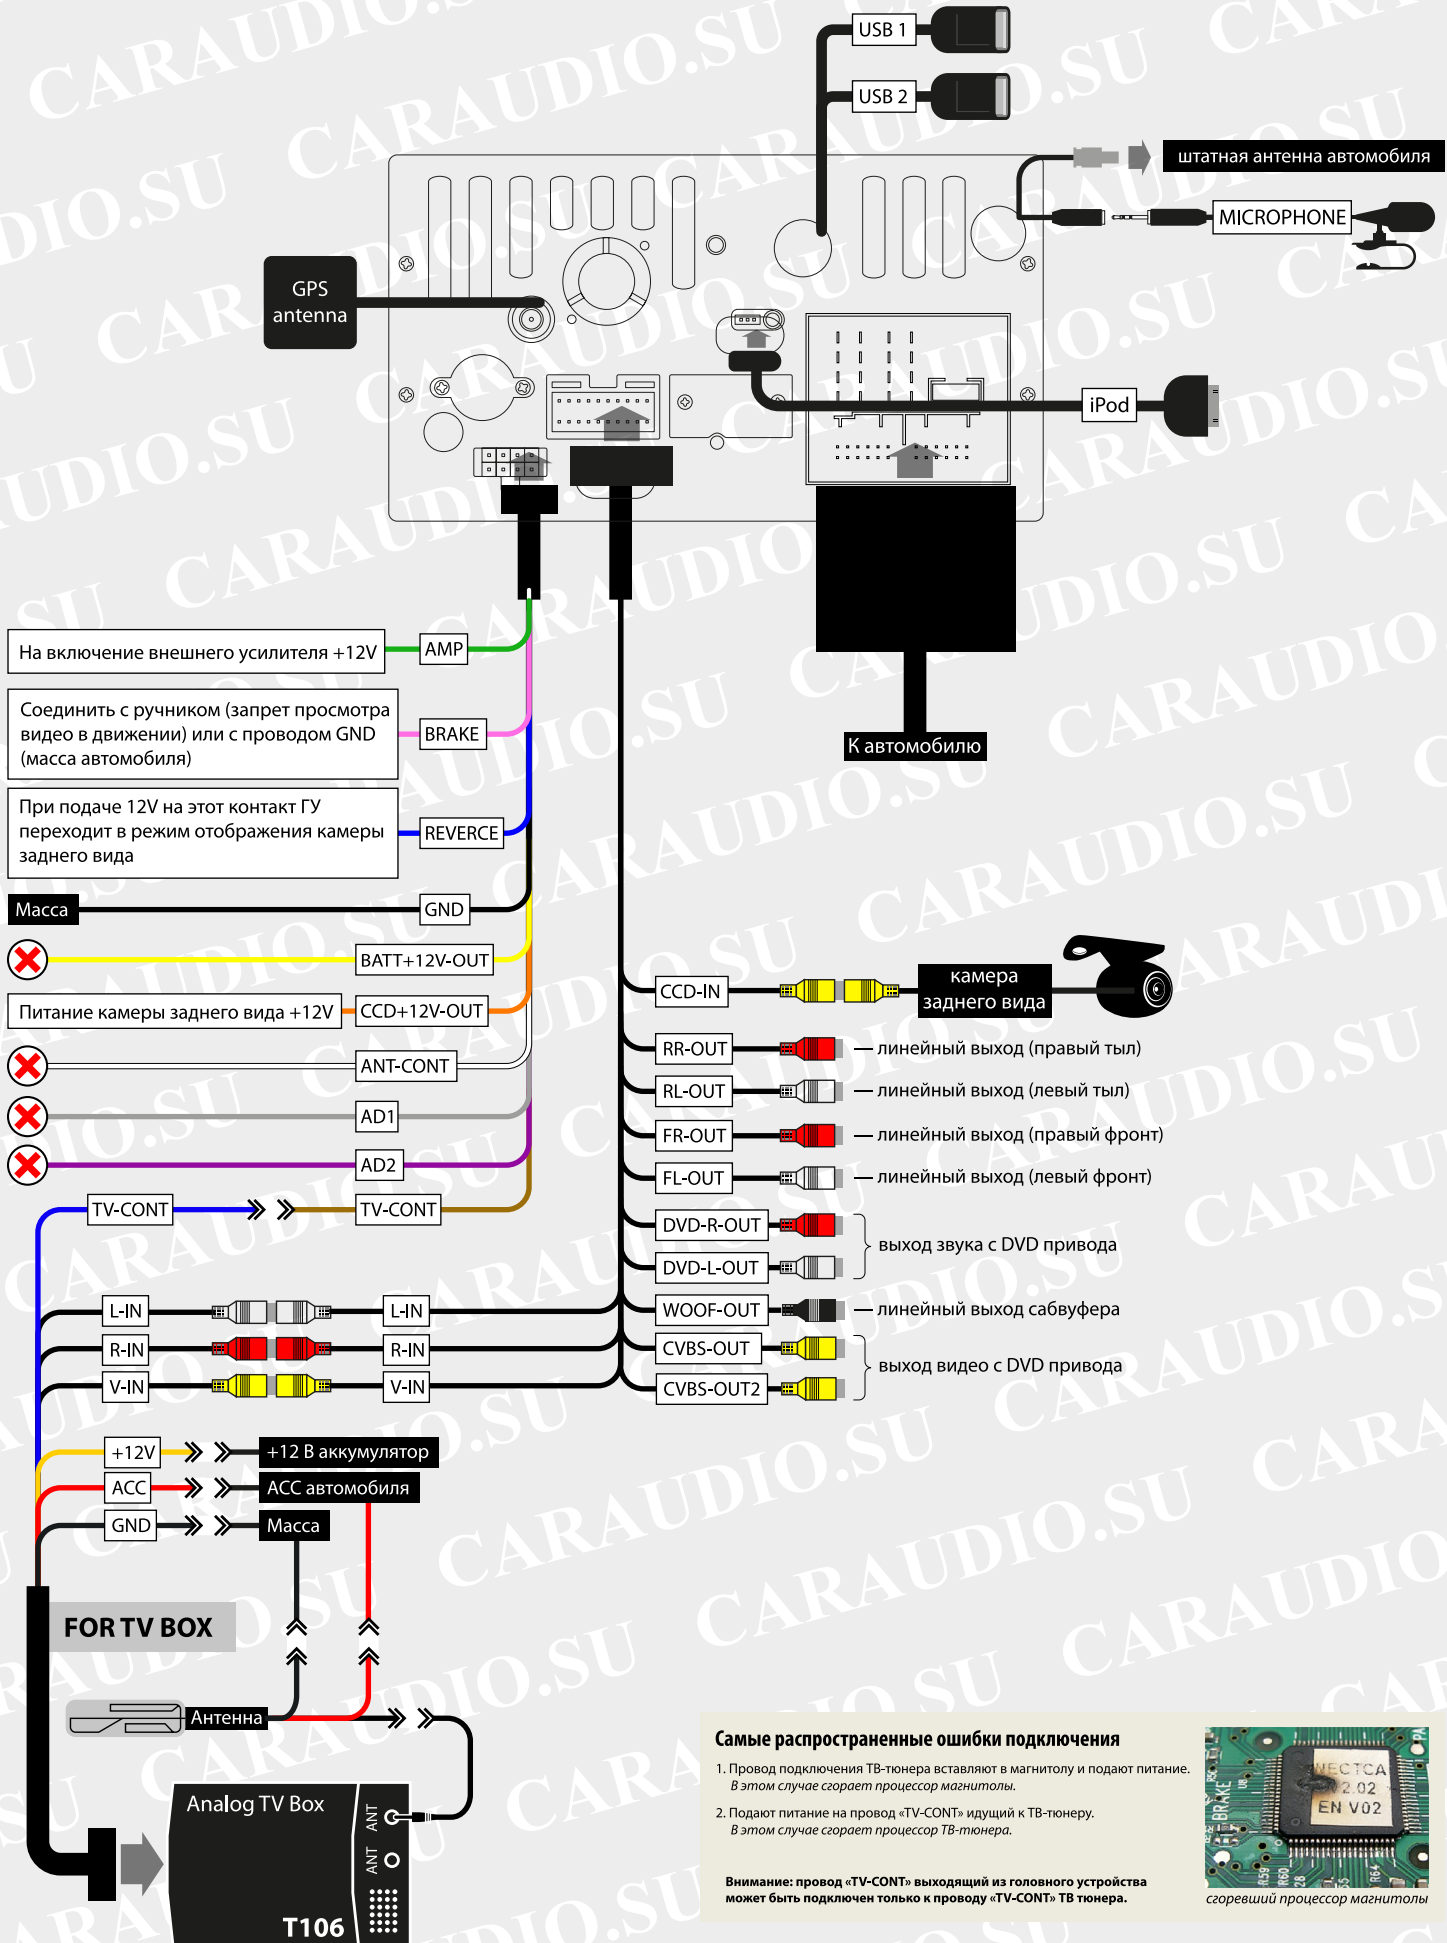 USB 1
USB 2
штатная антенна автомобиля
MICROPHONE
GPS
antenna
iPod
На включение внешнего усилителя +12V
AMP
Соединить с ручником (запрет просмотра
видео в движении) или с проводом GND
(масса автомобиля)
BRAKE
К автомобилю
При подаче 12V на этот контакт ГУ
переходит в режим отображения камеры
заднего вида
REVERCE
Масса
GND
BATT+12V-OUT
Питание камеры заднего вида +12V
CCD+12V-OUT
ANT-CONT
AD1
AD2
TV-CONT
TV-CONT
CCD-IN
камера
заднего вида
RR-OUT
— линейный выход (правый тыл)
RL-OUT
— линейный выход (левый тыл)
FR-OUT
— линейный выход (правый фронт)
FL-OUT
— линейный выход (левый фронт)
DVD-R-OUT
DVD-L-OUT
выход звука с DVD привода
WOOF-OUT
— линейный выход сабвуфера
CVBS-OUT
CVBS-OUT2
выход видео с DVD привода
L-IN
L-IN
R-IN
R-IN
V-IN
V-IN
+12V
+12 В аккумулятор
ACC
ACC автомобиля
GND
Масса
FOR TV BOX
Антенна
Analog TV Box
ANT
ANT
T106
Самые распространенные ошибки подключения
1. Провод подключения ТВ-тюнера вставляют в магнитолу и подают питание.
В этом случае сгорает процессор магнитолы.
2. Подают питание на провод «TV-CONT» идущий к ТВ-тюнеру.
В этом случае сгорает процессор ТВ-тюнера.
Внимание: провод «TV-CONT» выходящий из головного устройства
может быть подключен только к проводу «TV-CONT» ТВ тюнера.
BRAKE
EN V02
сгоревший процессор магнитолы
CARAUDIO.SU